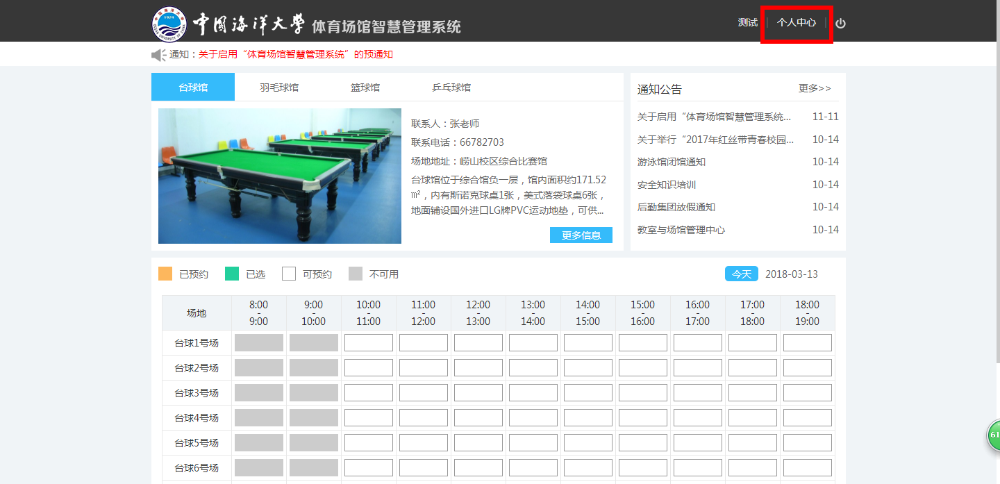 中国海洋大学 体育场馆智慧管理系统
测试 个人中心
通知：关于启用“体育场馆智慧管理系统”的预通知
台球馆 羽毛球馆 篮球馆 乒乓球馆
联系人：张老师
联系电话：66782703
场地地址：崂山校区综合比赛馆
台球馆位于综合馆负一层，馆内面积约171.52
㎡，内有斯诺克球桌1张，美式落袋球桌6张，
地面铺设国外进口LG牌PVC运动地垫，可供...
更多信息
通知公告 更多>>
关于启用“体育场馆智慧管理系统... 11-11
关于举行“2017年红丝带青春校园... 10-14
游泳馆闭馆通知 10-14
安全知识培训 10-14
后勤集团放假通知 10-14
教室与场馆管理中心 10-14
已预约 已选 可预约 不可用
今天 2018-03-13
场地 8:00-9:00 9:00-10:00 10:00-11:00 11:00-12:00 12:00-13:00 13:00-14:00 14:00-15:00 15:00-16:00 16:00-17:00 17:00-18:00 18:00-19:00
台球1号场
台球2号场
台球3号场
台球4号场
台球5号场
台球6号场
61